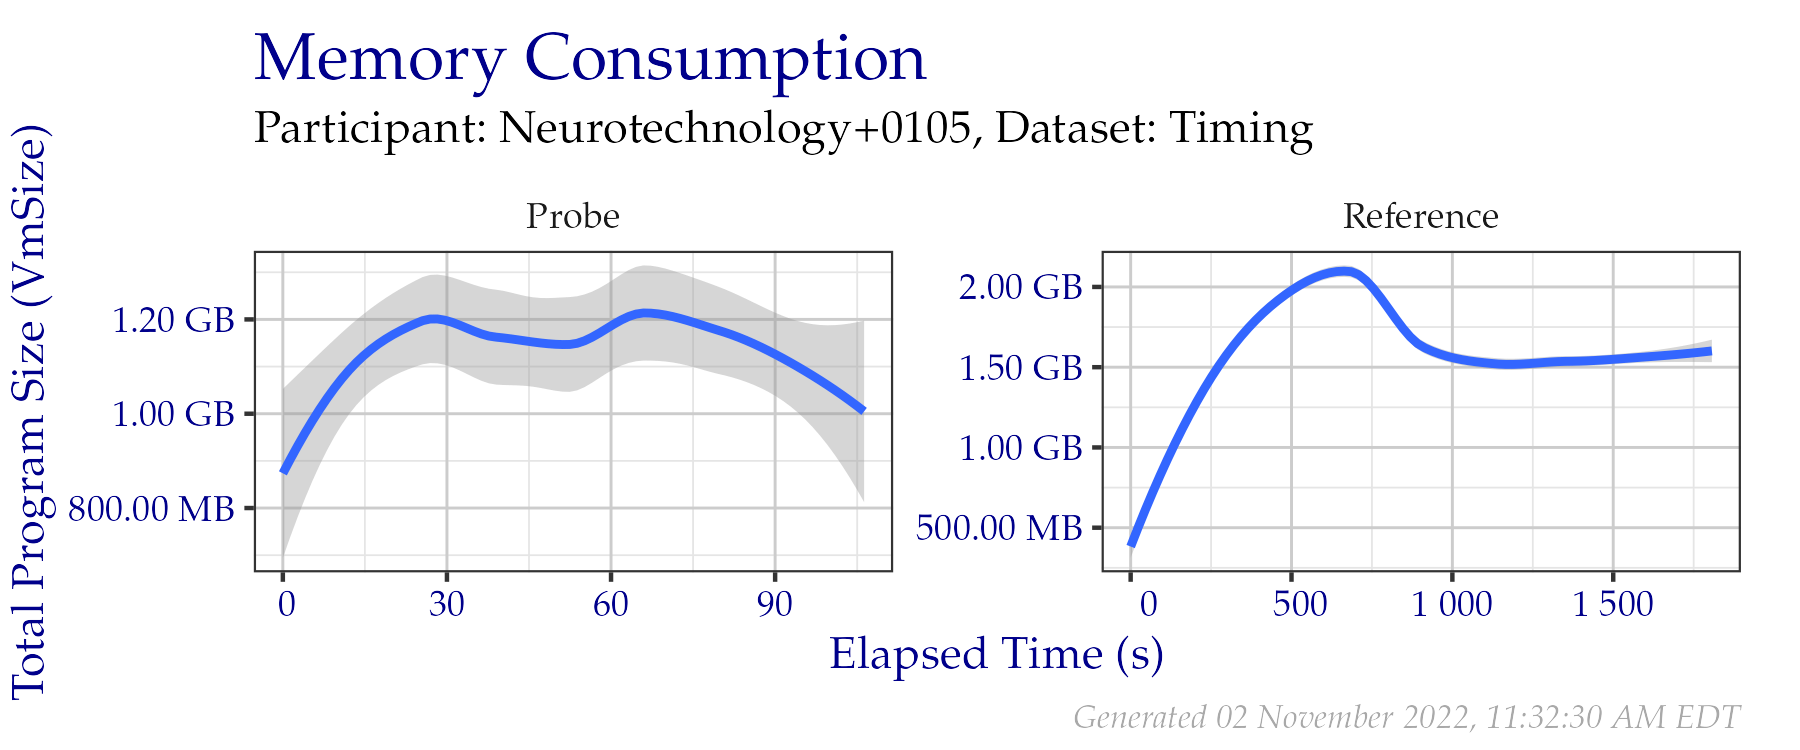 Memory Consumption
Participant: Neurotechnology+0105, Dataset: Timing
Total Program Size (VmSize)
Probe
1.20 GB
1.00 GB
800.00 MB
0 30 60 90
Reference
2.00 GB
1.50 GB
1.00 GB
500.00 MB
0 500 1 000 1 500
Elapsed Time (s)
Generated 02 November 2022, 11:32:30 AM EDT